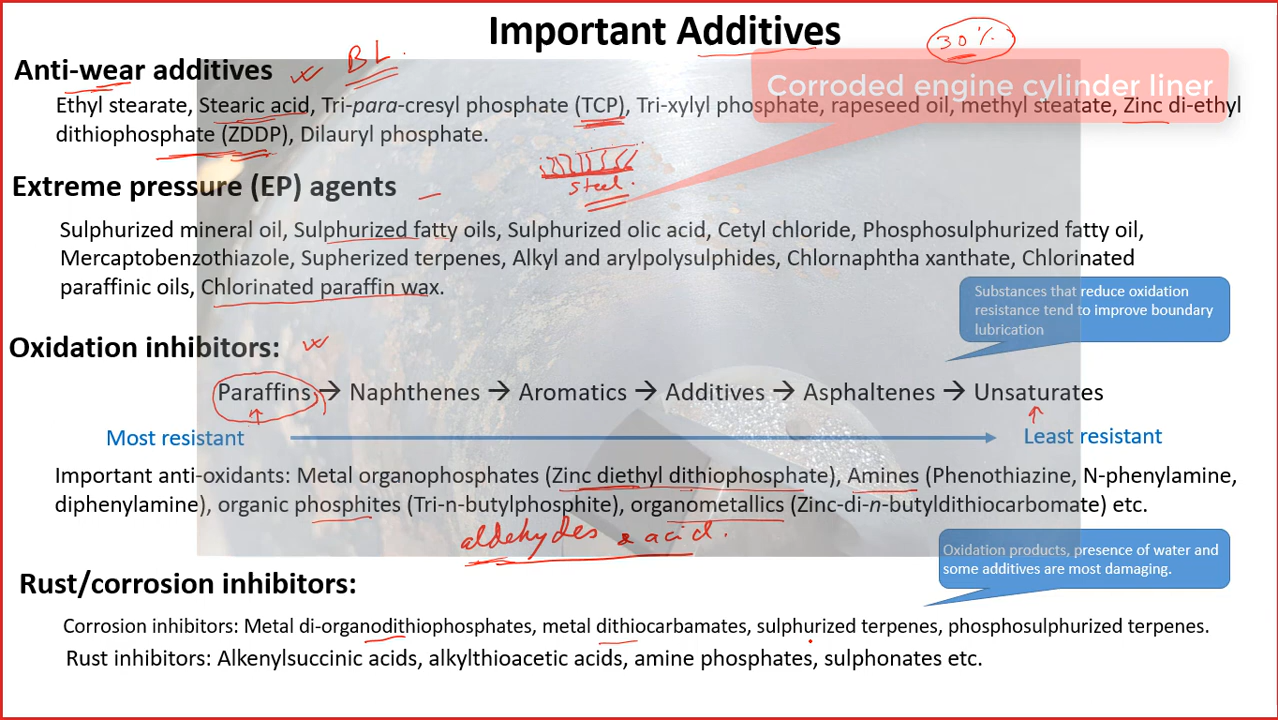 Important Additives
30%
Anti-wear additives
BL.
Corroded engine cylinder liner
Ethyl stearate, Stearic acid, Tri-para-cresyl phosphate (TCP), Tri-xylyl phosphate, rapeseed oil, methyl steatate, Zinc di-ethyl
dithiophosphate (ZDDP), Dilauryl phosphate.
steel.
Extreme pressure (EP) agents
Sulphurized mineral oil, Sulphurized fatty oils, Sulphurized olic acid, Cetyl chloride, Phosphosulphurized fatty oil,
Mercaptobenzothiazole, Supherized terpenes, Alkyl and arylpolysulphides, Chlornaphtha xanthate, Chlorinated
paraffinic oils, Chlorinated paraffin wax.
Substances that reduce oxidation
resistance tend to improve boundary
lubrication
Oxidation inhibitors:
Paraffins → Naphthenes → Aromatics → Additives → Asphaltenes → Unsaturates
Most resistant Least resistant
Important anti-oxidants: Metal organophosphates (Zinc diethyl dithiophosphate), Amines (Phenothiazine, N-phenylamine,
diphenylamine), organic phosphites (Tri-n-butylphosphite), organometallics (Zinc-di-n-butyldithiocarbomate) etc.
aldehydes & acid.
Oxidation products, presence of water and
some additives are most damaging.
Rust/corrosion inhibitors:
Corrosion inhibitors: Metal di-organodithiophosphates, metal dithiocarbamates, sulphurized terpenes, phosphosulphurized terpenes.
Rust inhibitors: Alkenylsuccinic acids, alkylthioacetic acids, amine phosphates, sulphonates etc.